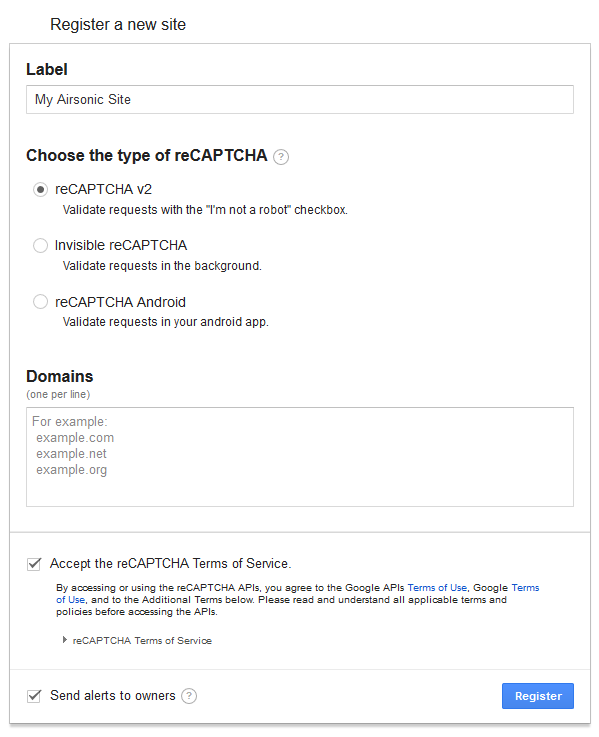 Register a new site
Label
My Airsonic Site
Choose the type of reCAPTCHA ?
reCAPTCHA v2
Validate requests with the "I'm not a robot" checkbox.
Invisible reCAPTCHA
Validate requests in the background.
reCAPTCHA Android
Validate requests in your android app.
Domains
(one per line)
For example:
example.com
example.net
example.org
Accept the reCAPTCHA Terms of Service.
By accessing or using the reCAPTCHA APIs, you agree to the Google APIs Terms of Use, Google Terms
of Use, and to the Additional Terms below. Please read and understand all applicable terms and
policies before accessing the APIs.
reCAPTCHA Terms of Service
Send alerts to owners ?
Register